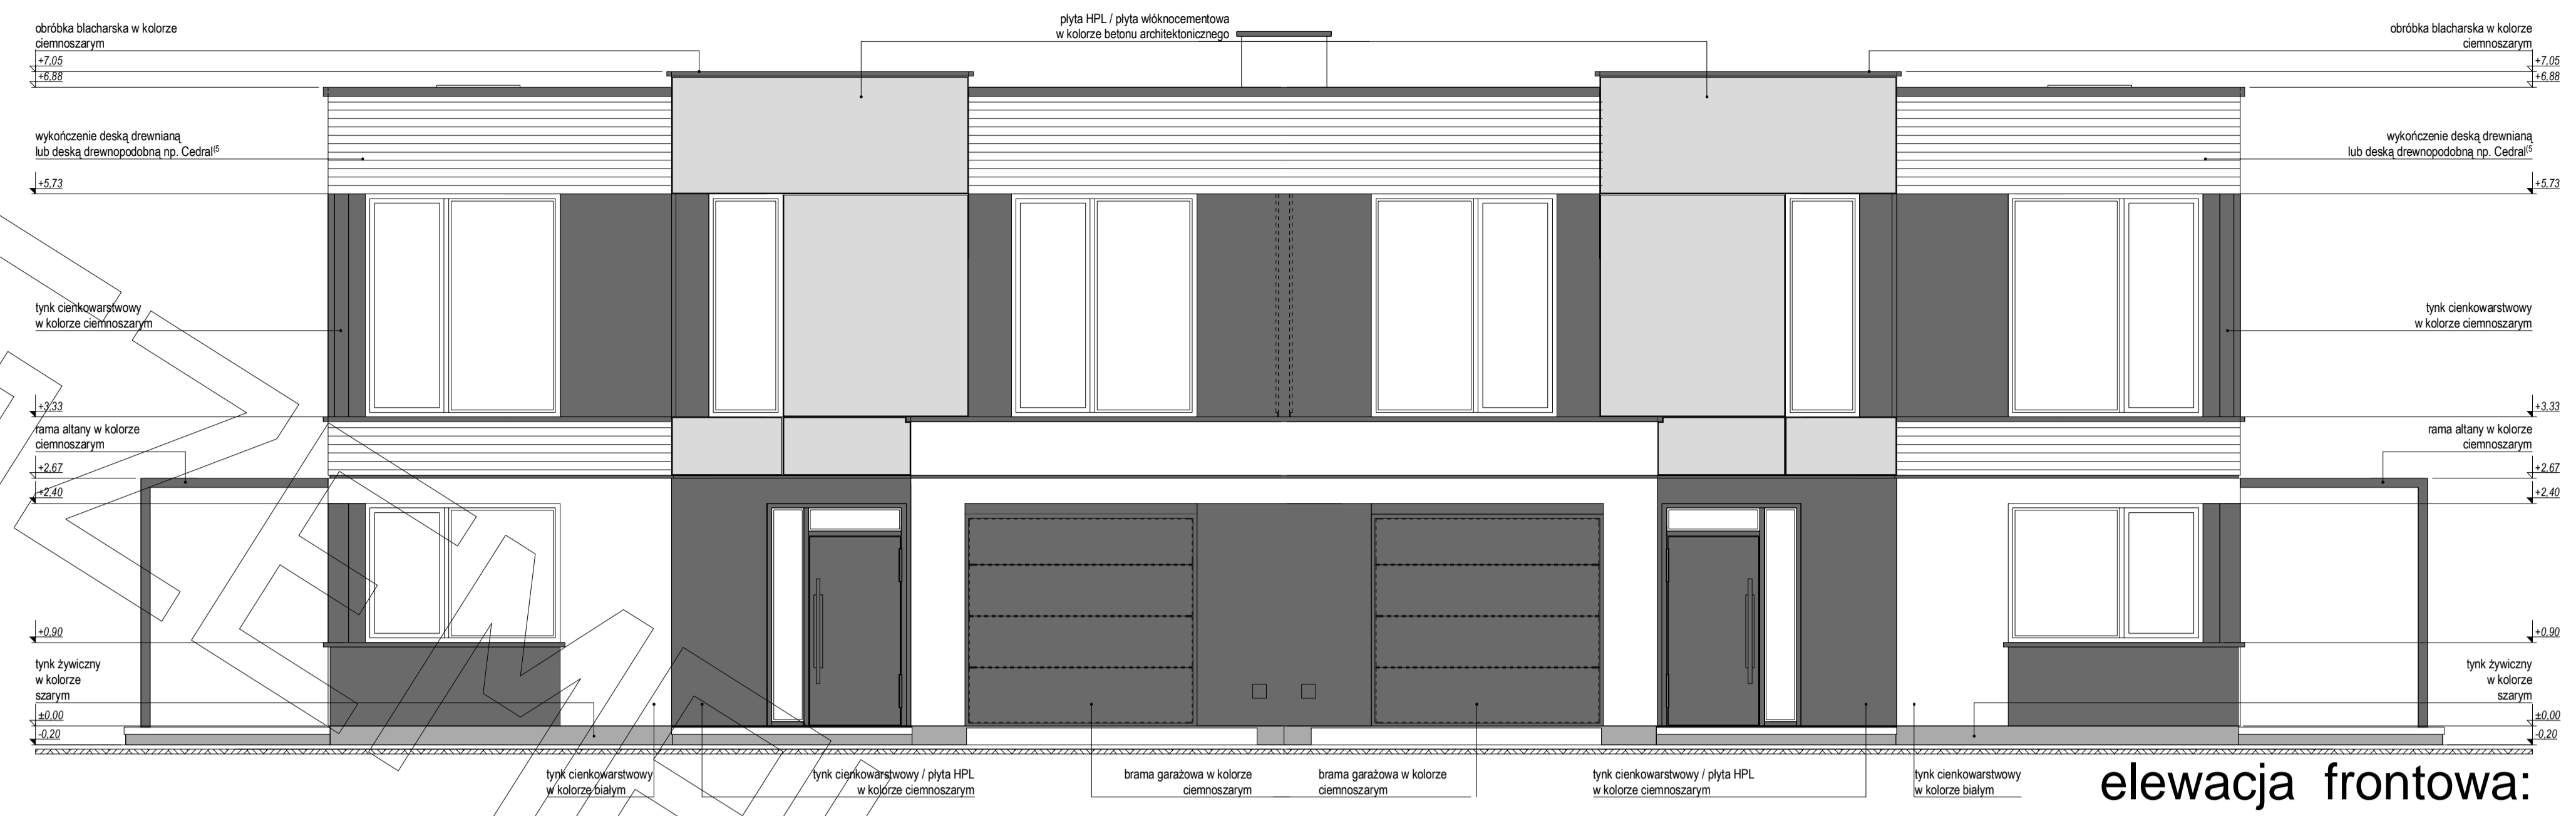 obróbka blacharska w kolorze
ciemnoszarym
+7,05
+6,88
wykończenie deską drewnianą
lub deską drewnopodobną np. Cedral(5
+5,73
tynk cienkowarstwowy
w kolorze ciemnoszarym
+3,33
rama altany w kolorze
ciemnoszarym
+2,67
+2,40
+0,90
tynk żywiczny
w kolorze
szarym
±0,00
-0,20
płyta HPL / płyta włóknocementowa
w kolorze betonu architektonicznego
obróbka blacharska w kolorze
ciemnoszarym
+7,05
+6,88
wykończenie deską drewnianą
lub deską drewnopodobną np. Cedral(5
+5,73
tynk cienkowarstwowy
w kolorze ciemnoszarym
+3,33
rama altany w kolorze
ciemnoszarym
+2,67
+2,40
+0,90
tynk żywiczny
w kolorze
szarym
±0,00
-0,20
tynk cienkowarstwowy
w kolorze białym
tynk cienkowarstwowy / płyta HPL
w kolorze ciemnoszarym
brama garażowa w kolorze
ciemnoszarym
brama garażowa w kolorze
ciemnoszarym
tynk cienkowarstwowy / płyta HPL
w kolorze ciemnoszarym
tynk cienkowarstwowy
w kolorze białym
elewacja frontowa: